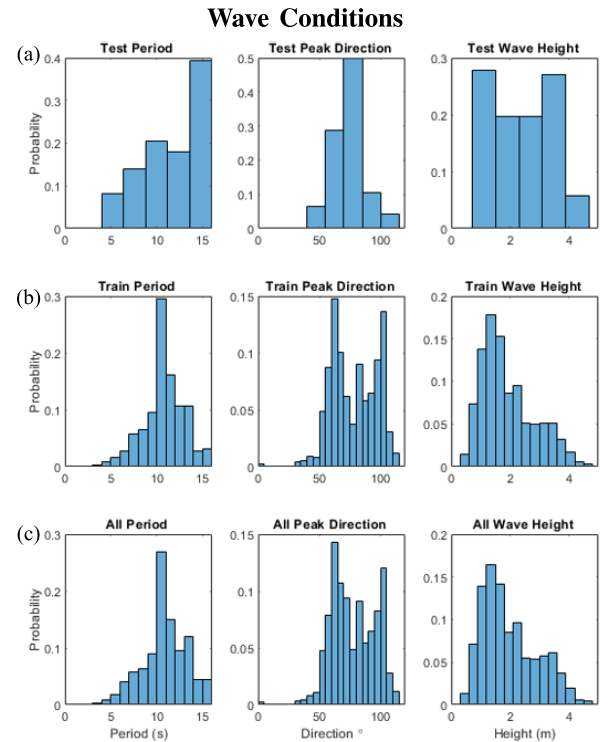 Wave Conditions
(a)
Test Period
Test Peak Direction
Test Wave Height
Probability
0.4
0.3
0.2
0.1
0
0 5 10 15
0.5
0.4
0.3
0.2
0.1
0
50 100
0.3
0.2
0.1
0
0 2 4
(b)
Train Period
Train Peak Direction
Train Wave Height
Probability
0.3
0.2
0.1
0
0 5 10 15
0.15
0.1
0.05
0
0 50 100
0.2
0.15
0.1
0.05
0
0 2 4
(c)
All Period
All Peak Direction
All Wave Height
Probability
0.3
0.2
0.1
0
0 5 10 15
Period (s)
0.15
0.1
0.05
0
0 50 100
Direction °
0.2
0.15
0.1
0.05
0
0 2 4
Height (m)